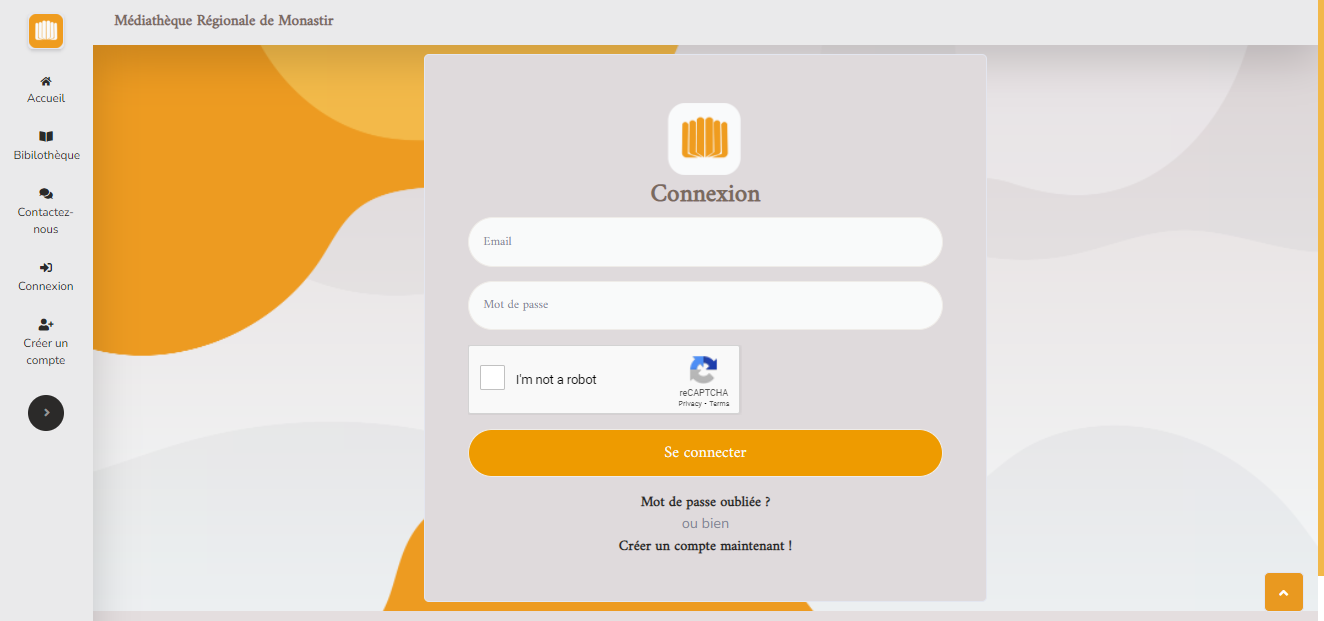 Médiathèque Régionale de Monastir
Accueil
Bibilothèque
Contactez-
nous
Connexion
Créer un
compte
Connexion
Email
Mot de passe
I'm not a robot
reCAPTCHA
Privacy - Terms
Se connecter
Mot de passe oubliée ?
ou bien
Créer un compte maintenant !